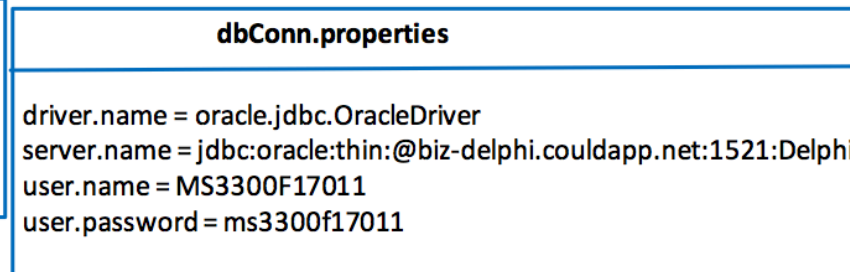 dbConn.properties
driver.name = oracle.jdbc.OracleDriver
server.name = jdbc:oracle:thin:@biz-delphi.couldapp.net:1521:Delphi
user.name = MS3300F17011
user.password = ms3300f17011